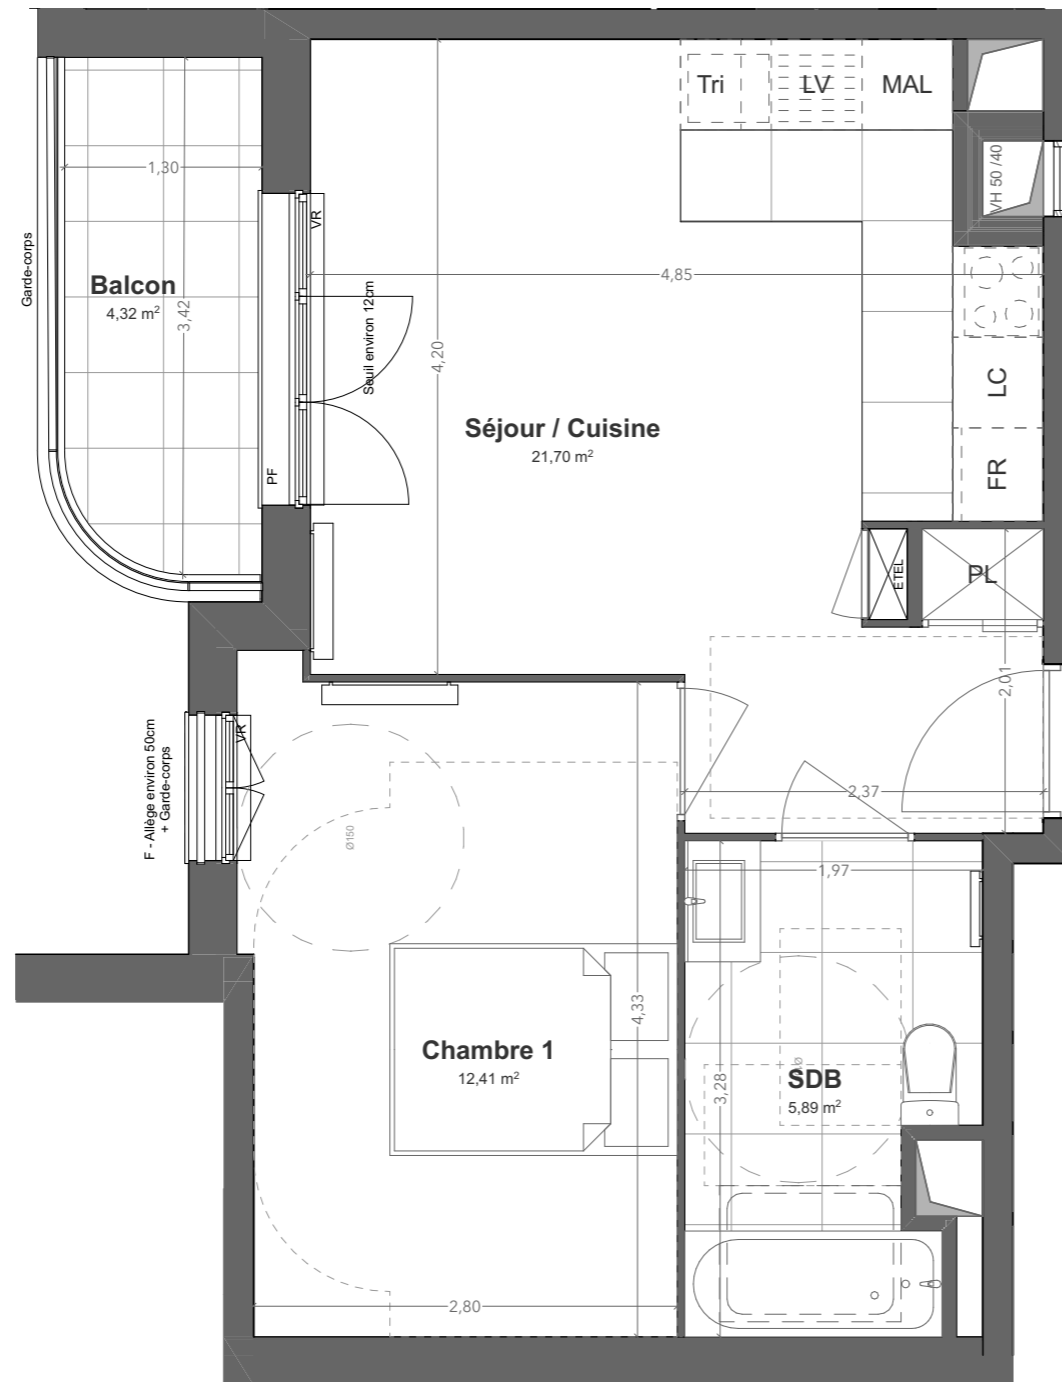 Tri
LV
MAL
VH 50 /40
1,30
VR
Garde-corps
Balcon
4,32 m²
3,42
4,85
Seuil environ 12cm
4,20
LC
Séjour / Cuisine
21,70 m²
FR
PF
ETEL
PL
2,01
F - Allège environ 50cm
+ Garde-corps
VR
2,37
Ø150
1,97
4,33
Chambre 1
12,41 m²
3,28
Ø
SDB
5,89 m²
2,80